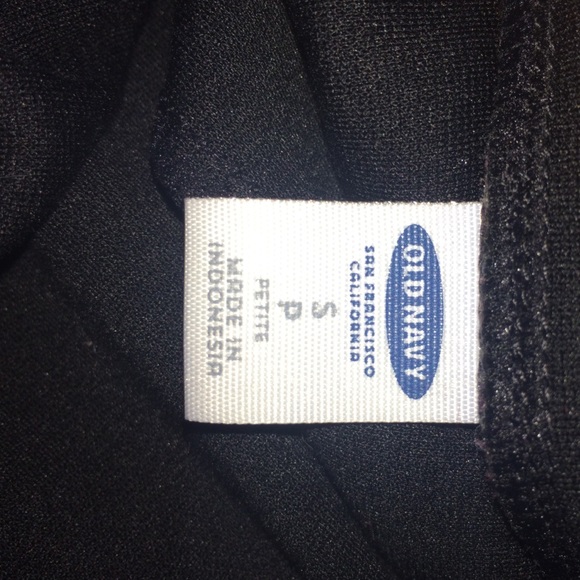 OLD NAVY
SAN FRANCISCO
CALIFORNIA
S
P
PETITE
MADE IN
INDONESIA